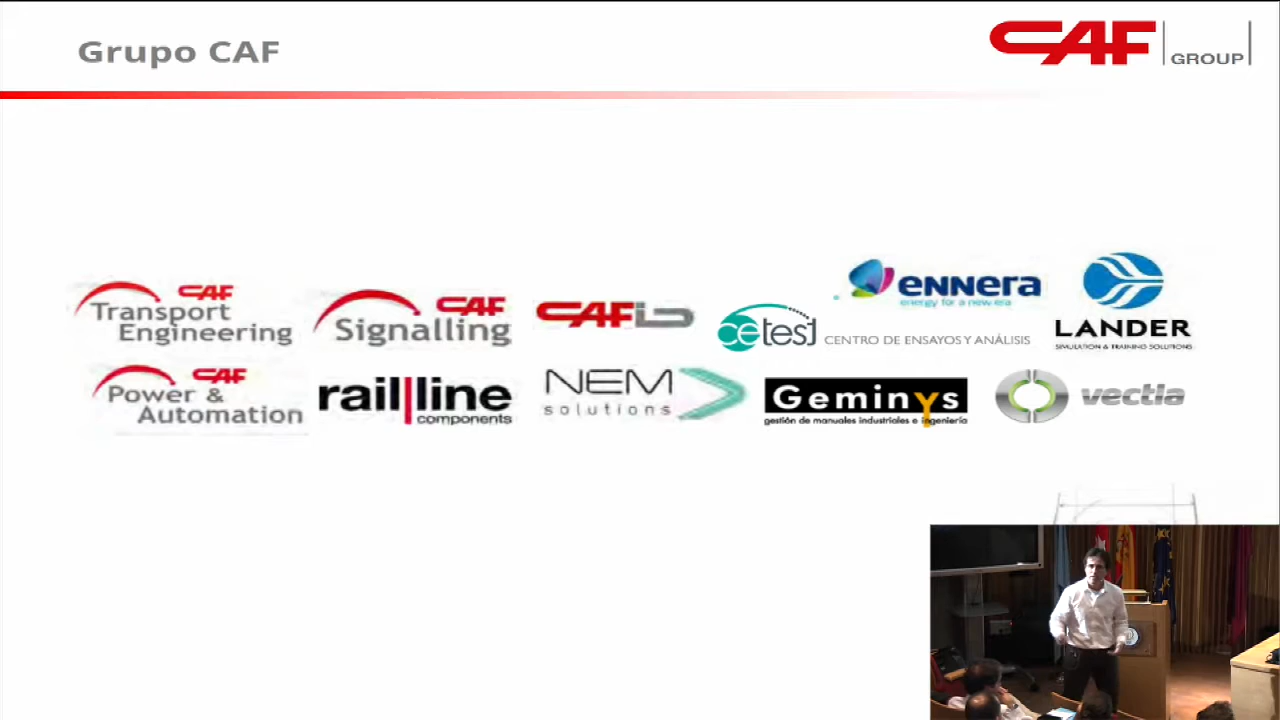 Grupo CAF
CAF GROUP
CAF
Transport
Engineering
CAF
Signalling
CAF
cetest CENTRO DE ENSAYOS Y ANÁLISIS
ennera
energy for a new era
LANDER
SIMULATION & TRAINING SOLUTIONS
CAF
Power &
Automation
rail line
components
NEM
solutions
Geminys
gestión de manuales industriales e ingeniería
vectia